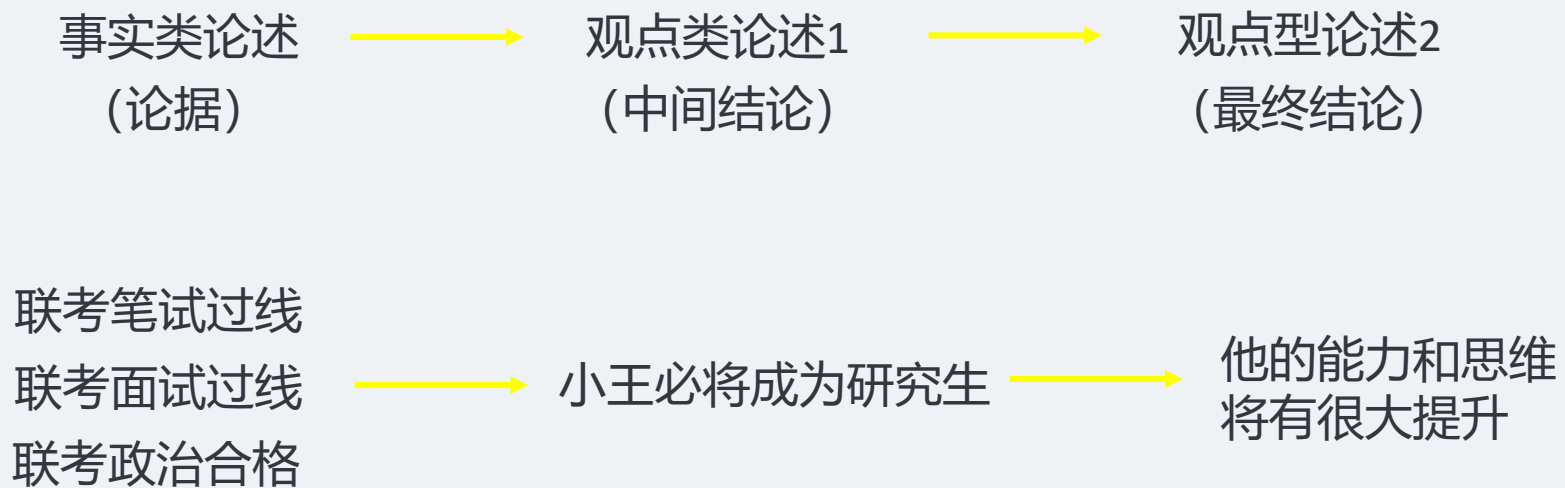 事实类论述
观点类论述1
观点型论述2
(论据)
(中间结论)
(最终结论)
联考笔试过线
联考面试过线
联考政治合格
小王必将成为研究生
他的能力和思维
将有很大提升